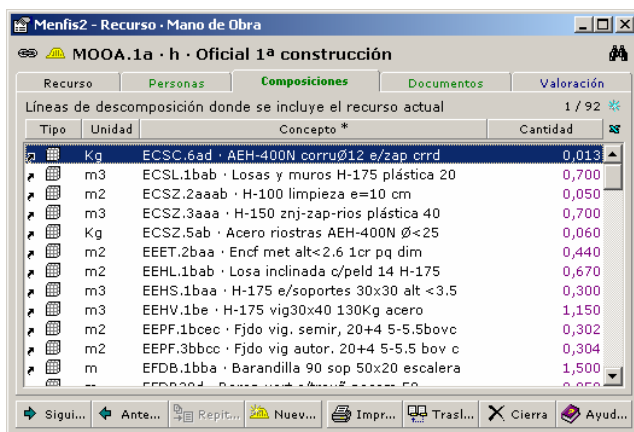 Menfis2 - Recurso · Mano de Obra
MOOA.1a · h · Oficial 1ª construcción
Recurso Personas Composiciones Documentos Valoración
Líneas de descomposición donde se incluye el recurso actual 1 / 92
Tipo Unidad Concepto * Cantidad
Kg ECSC.6ad · AEH-400N corruØ12 e/zap crrd 0,013
m3 ECSL.1bab · Losas y muros H-175 plástica 20 0,700
m2 ECSZ.2aaab · H-100 limpieza e=10 cm 0,050
m3 ECSZ.3aaa · H-150 znj-zap-rios plástica 40 0,700
Kg ECSZ.5ab · Acero riostras AEH-400N Ø<25 0,060
m2 EEET.2baa · Encf met alt<2.6 1cr pq dim 0,440
m2 EEHL.1bab · Losa inclinada c/peld 14 H-175 0,670
m3 EEHS.1baa · H-175 e/soportes 30x30 alt <3.5 0,300
m3 EEHV.1be · H-175 vig30x40 130Kg acero 1,150
m2 EEPF.1bcec · Fjdo vig. semir, 20+4 5-5.5bovc 0,302
m2 EEPF.3bbcc · Fjdo vig autor. 20+4 5-5.5 bov c 0,304
m EFDB.1bba · Barandilla 90 sop 50x20 escalera 1,500
Sigui... Ante... Repit... Nuev... Impr... Trasl... Cierra Ayud...